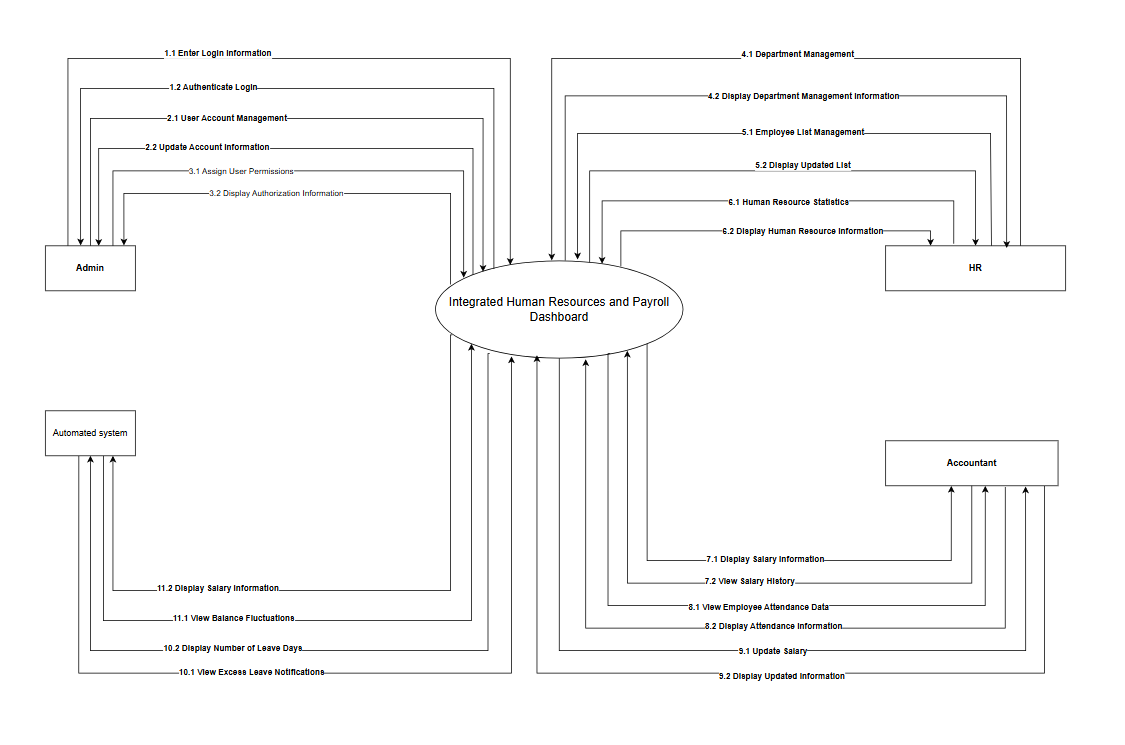 1.1 Enter Login Information
1.2 Authenticate Login
2.1 User Account Management
2.2 Update Account Information
3.1 Assign User Permissions
3.2 Display Authorization Information
4.1 Department Management
4.2 Display Department Management Information
5.1 Employee List Management
5.2 Display Updated List
6.1 Human Resource Statistics
6.2 Display Human Resource Information
Admin
HR
Integrated Human Resources and Payroll
Dashboard
Automated system
Accountant
11.2 Display Salary Information
11.1 View Balance Fluctuations
10.2 Display Number of Leave Days
10.1 View Excess Leave Notifications
7.1 Display Salary Information
7.2 View Salary History
8.1 View Employee Attendance Data
8.2 Display Attendance Information
9.1 Update Salary
9.2 Display Updated Information